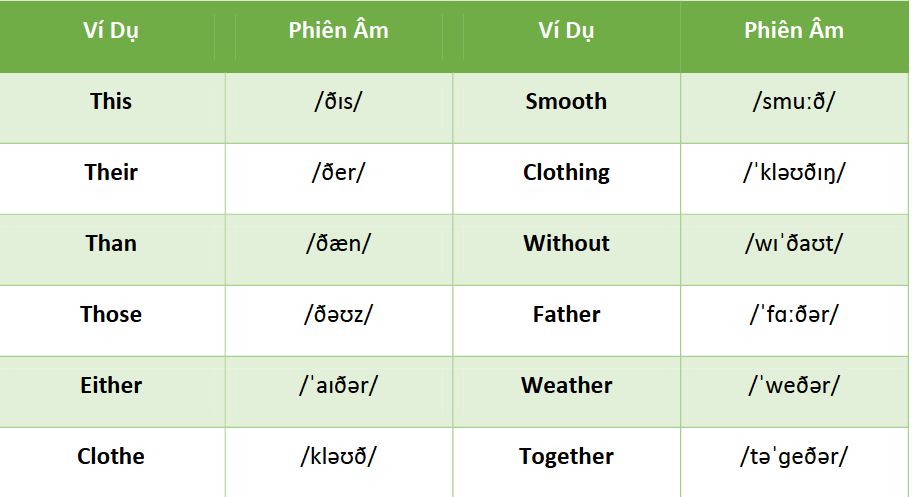 Ví Dụ Phiên Âm Ví Dụ Phiên Âm
This /ðɪs/ Smooth /smuːð/
Their /ðer/ Clothing /ˈkləʊðɪŋ/
Than /ðæn/ Without /wɪˈðaʊt/
Those /ðəʊz/ Father /ˈfɑːðər/
Either /ˈaɪðər/ Weather /ˈweðər/
Clothe /kləʊð/ Together /təˈɡeðər/